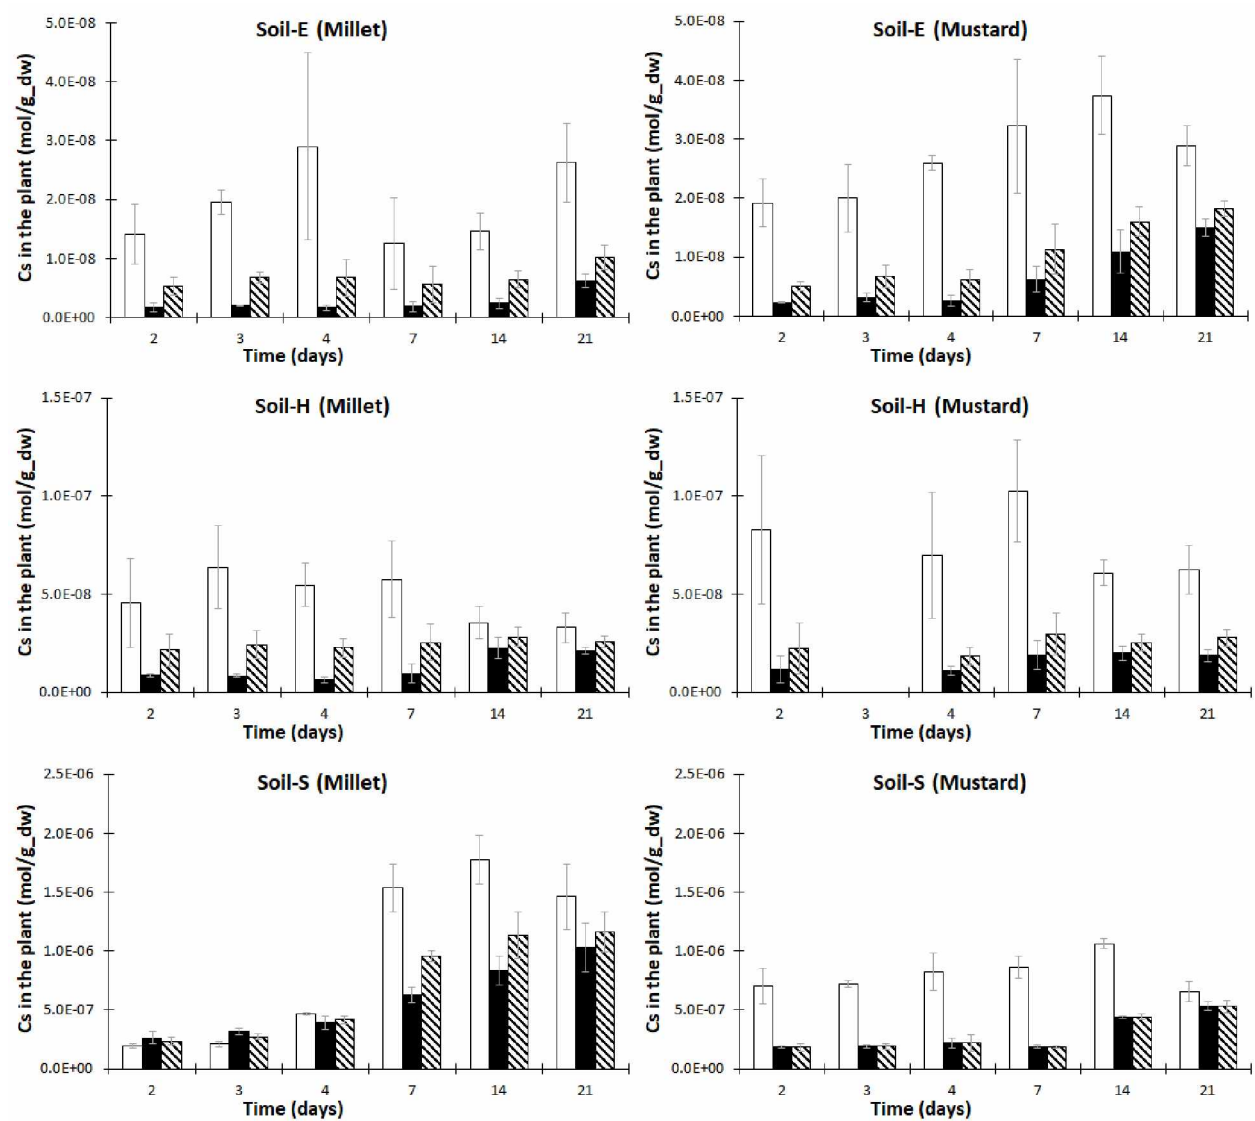 Soil-E (Millet)
Cs in the plant (mol/g_dw)
5.0E-08
4.0E-08
3.0E-08
2.0E-08
1.0E-08
0.0E+00
2 3 4 7 14 21
Time (days)
Soil-E (Mustard)
Cs in the plant (mol/g_dw)
5.0E-08
4.0E-08
3.0E-08
2.0E-08
1.0E-08
0.0E+00
2 3 4 7 14 21
Time (days)
Soil-H (Millet)
Cs in the plant (mol/g_dw)
1.5E-07
1.0E-07
5.0E-08
0.0E+00
2 3 4 7 14 21
Time (days)
Soil-H (Mustard)
Cs in the plant (mol/g_dw)
1.5E-07
1.0E-07
5.0E-08
0.0E+00
2 3 4 7 14 21
Time (days)
Soil-S (Millet)
Cs in the plant (mol/g_dw)
2.5E-06
2.0E-06
1.5E-06
1.0E-06
5.0E-07
0.0E+00
2 3 4 7 14 21
Time (days)
Soil-S (Mustard)
Cs in the plant (mol/g_dw)
2.5E-06
2.0E-06
1.5E-06
1.0E-06
5.0E-07
0.0E+00
2 3 4 7 14 21
Time (days)